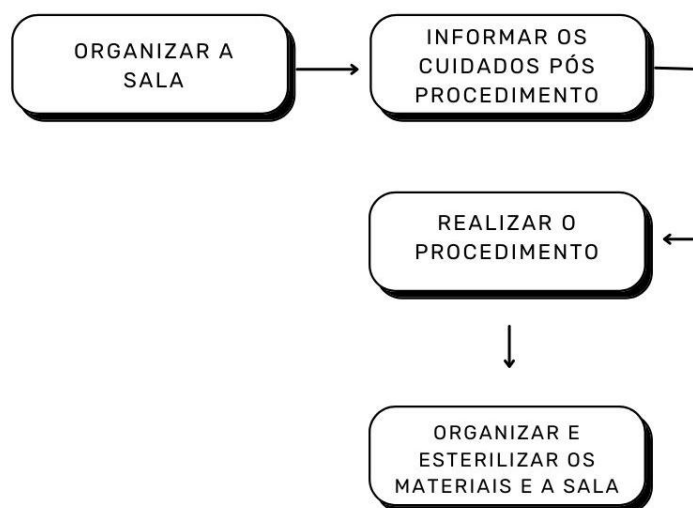 ORGANIZAR A
SALA
INFORMAR OS
CUIDADOS PÓS
PROCEDIMENTO
REALIZAR O
PROCEDIMENTO
ORGANIZAR E
ESTERILIZAR OS
MATERIAIS E A SALA